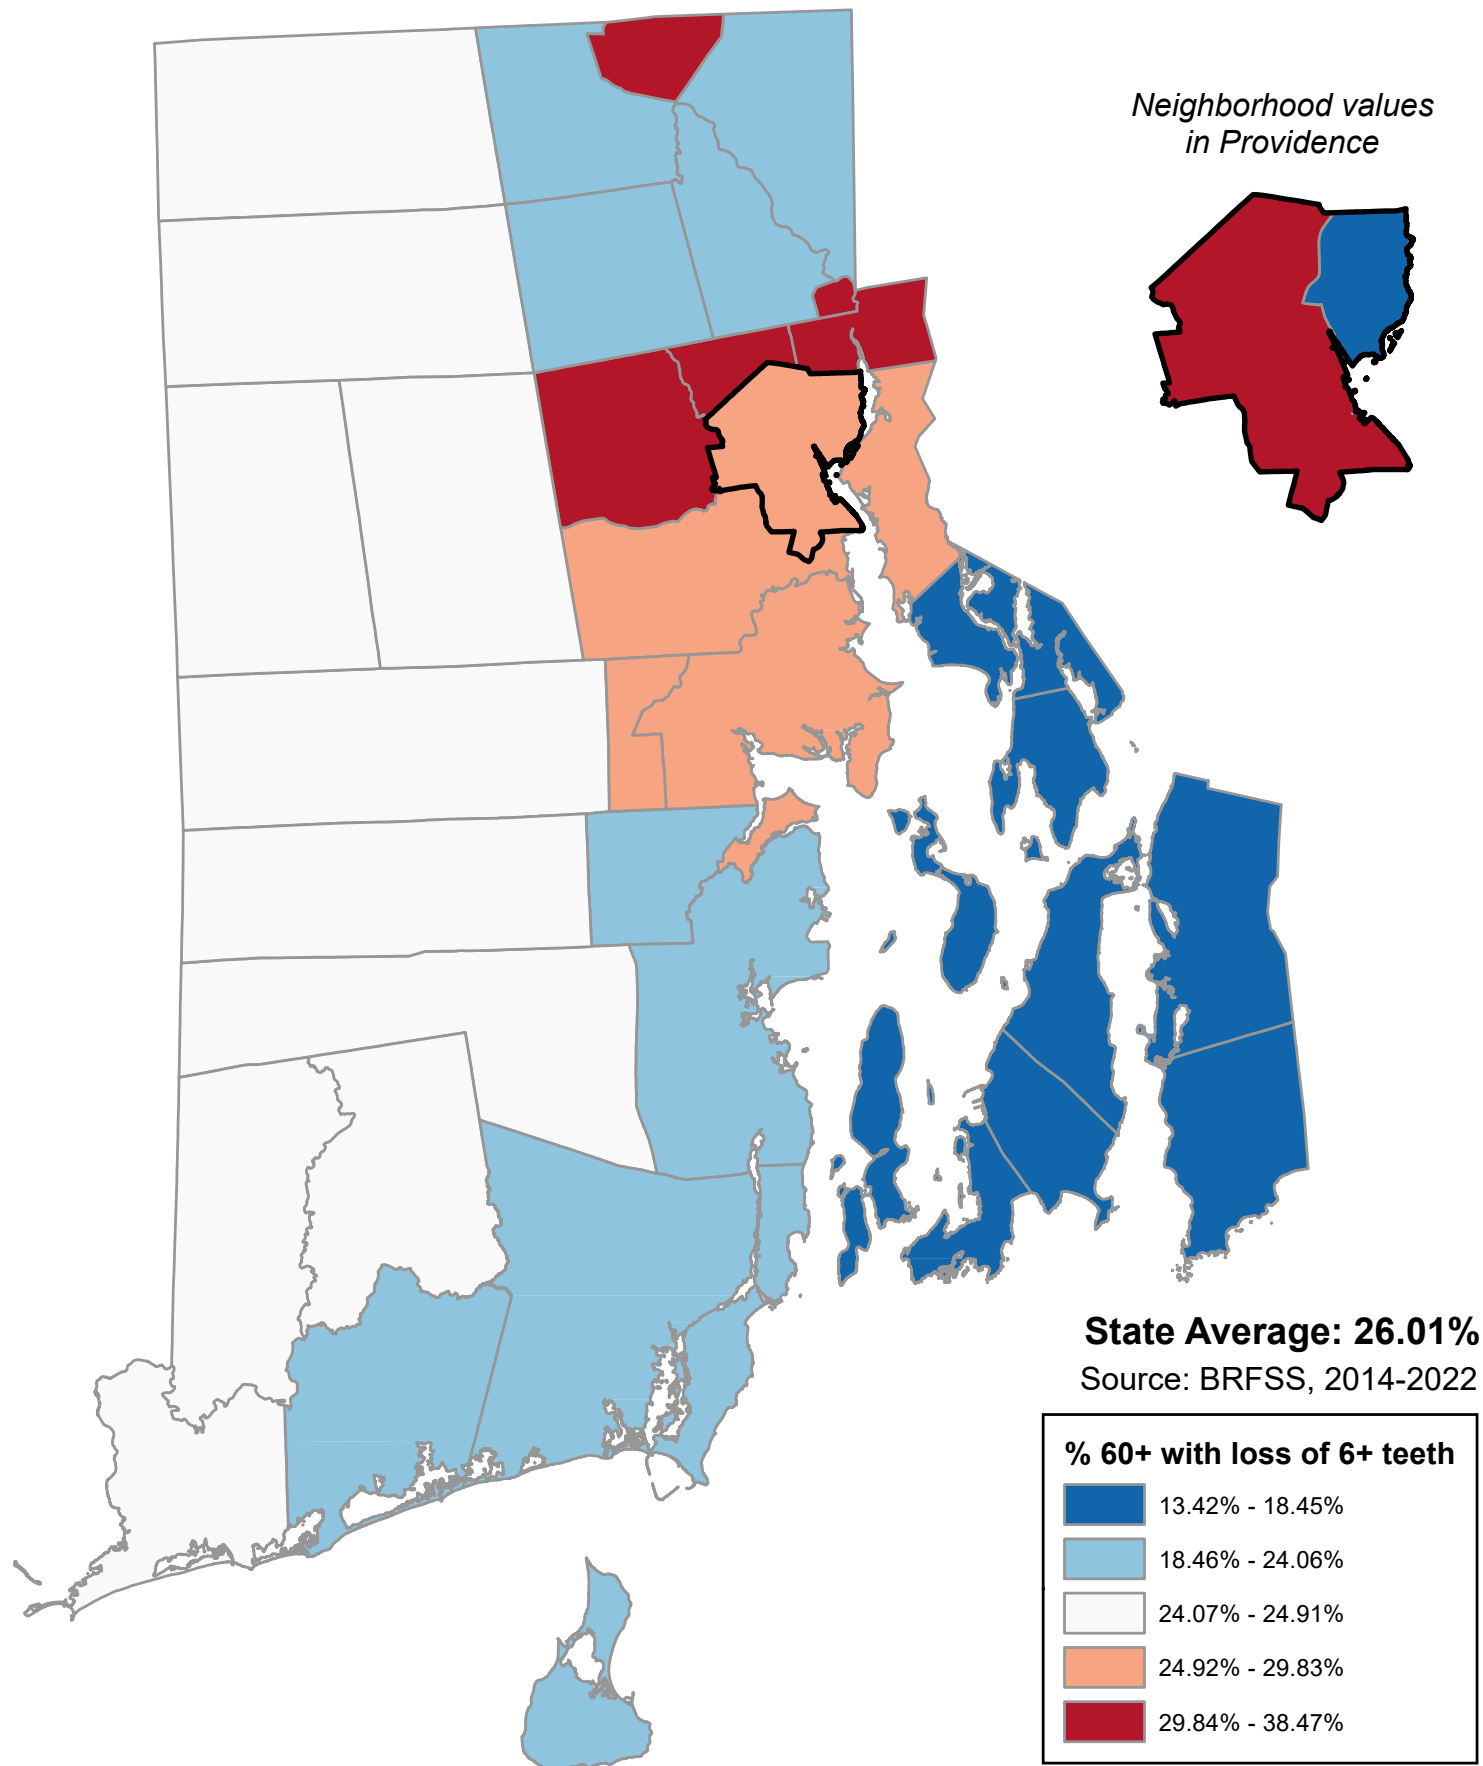 Neighborhood values
in Providence
State Average: 26.01%
Source: BRFSS, 2014-2022
% 60+ with loss of 6+ teeth
13.42% - 18.45%
18.46% - 24.06%
24.07% - 24.91%
24.92% - 29.83%
29.84% - 38.47%